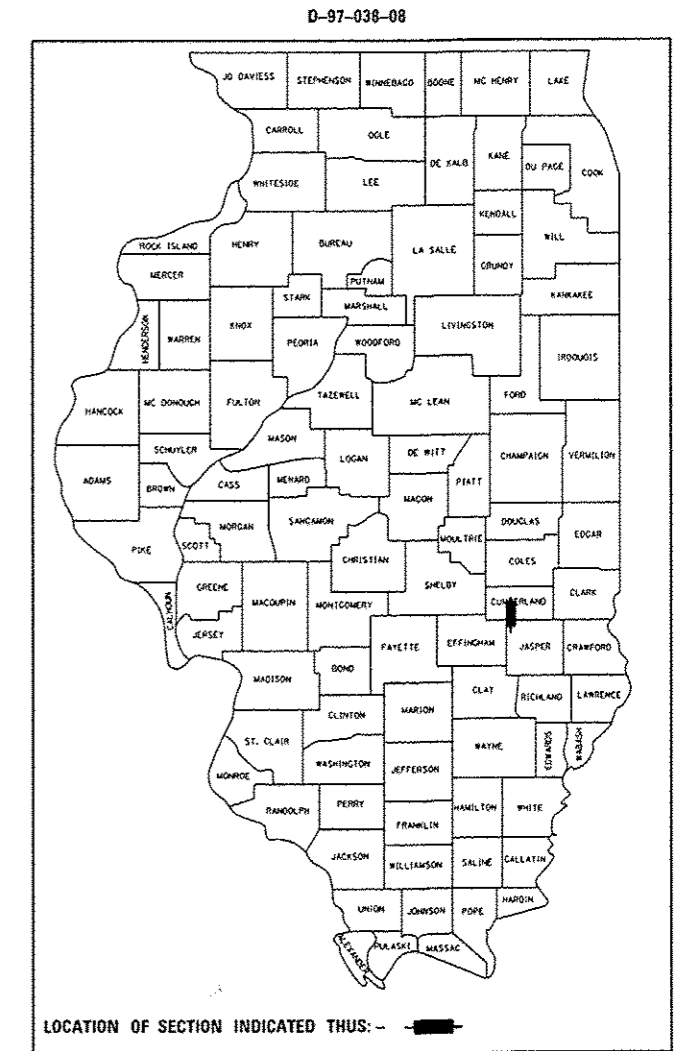 D-97-038-08
JO DAVIESS STEPHENSON WINNEBAGO BOONE MC HENRY LAKE
CARROLL OGLE
DE KALB KANE DU PAGE COOK
WHITESIDE LEE
KENDALL WILL
ROCK ISLAND HENRY BUREAU LA SALLE
GRUNDY
MERCER PUTNAM
STARK MARSHALL KANKAKEE
HENDERSON WARREN KNOX PEORIA WOODFORD LIVINGSTON
IROQUOIS
HANCOCK MC DONOUGH FULTON TAZEWELL MC LEAN FORD
MASON
SCHUYLER LOGAN DE WITT CHAMPAIGN VERMILION
ADAMS BROWN CASS MENARD PIATT
MACON
MORGAN SANGAMON DOUGLAS
PIKE SCOTT MOULTRIE EDGAR
CHRISTIAN COLES
GREENE MACOUPIN MONTGOMERY SHELBY CLARK
CALHOUN CUMBERLAND
JERSEY
FAYETTE EFFINGHAM JASPER CRAWFORD
MADISON BOND
CLAY RICHLAND LAWRENCE
CLINTON MARION
ST. CLAIR WAYNE EDWARDS WABASH
WASHINGTON JEFFERSON
MONROE
RANDOLPH PERRY HAMILTON WHITE
FRANKLIN
JACKSON WILLIAMSON SALINE GALLATIN
UNION JOHNSON POPE HARDIN
ALEXANDER PULASKI MASSAC
LOCATION OF SECTION INDICATED THUS:-